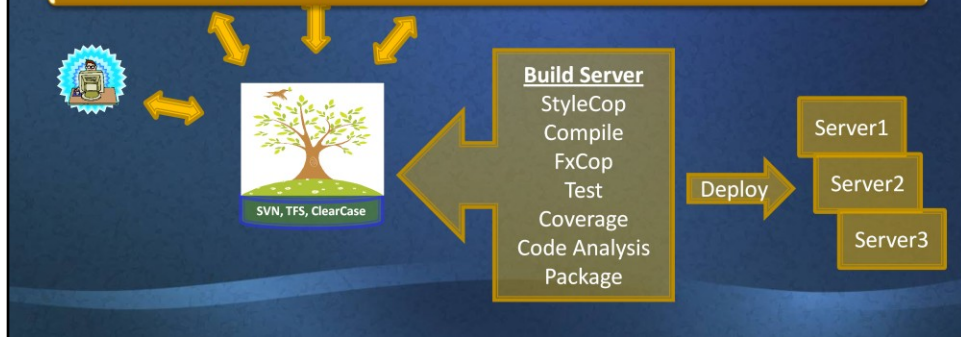 SVN, TFS, ClearCase
Build Server
StyleCop
Compile
FxCop
Test
Coverage
Code Analysis
Package
Deploy
Server1
Server2
Server3